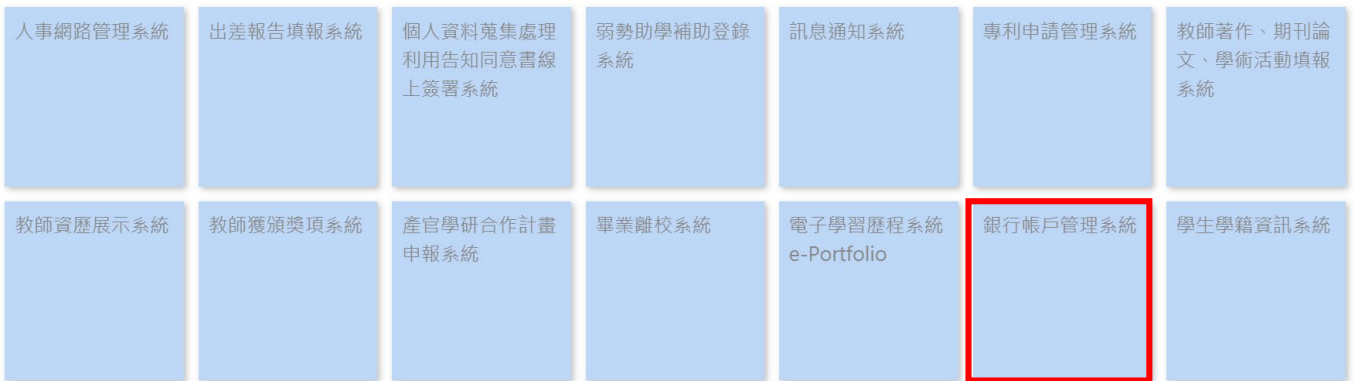 人事網路管理系統
出差報告填報系統
個人資料蒐集處理
利用告知同意書線
上簽署系統
弱勢助學補助登錄
系統
訊息通知系統
專利申請管理系統
教師著作、期刊論
文、學術活動填報
系統
教師資歷展示系統
教師獲頒獎項系統
產官學研合作計畫
申報系統
畢業離校系統
電子學習歷程系統
e-Portfolio
銀行帳戶管理系統
學生學籍資訊系統